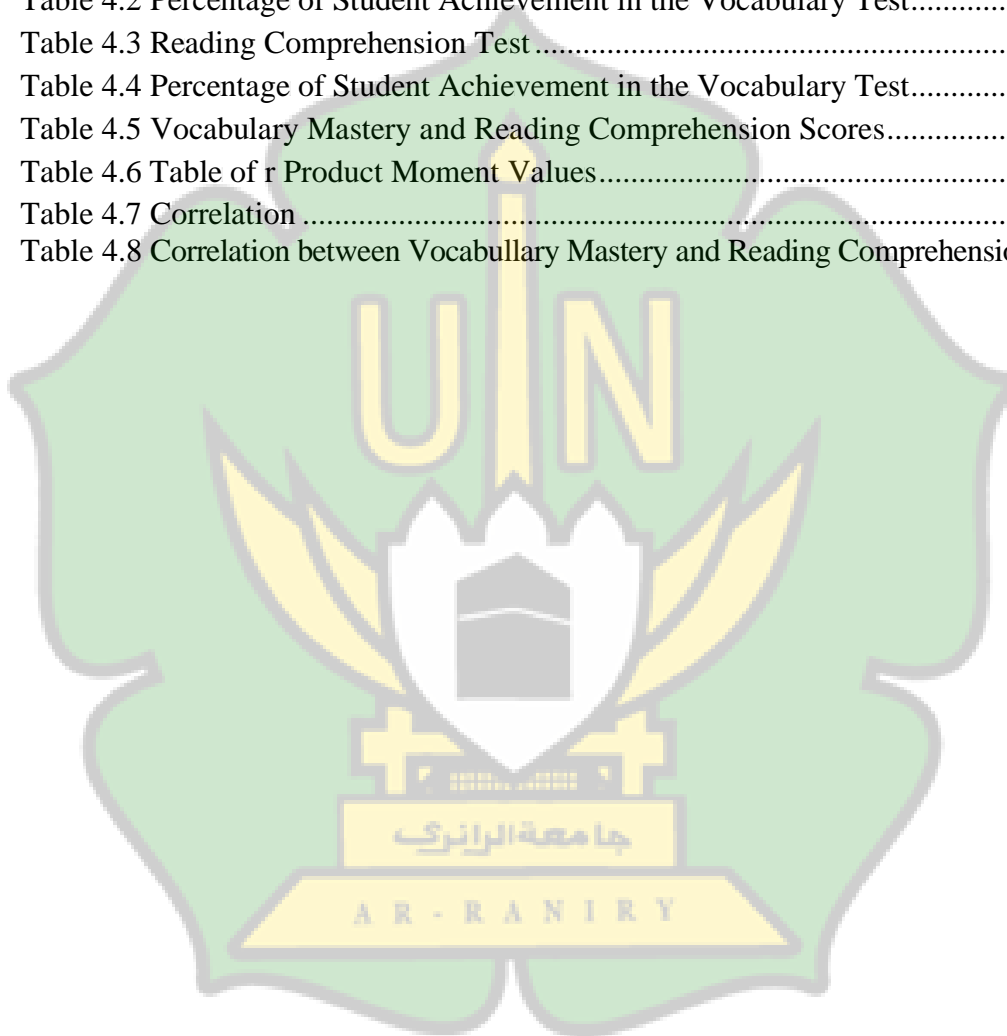 Table 4.2 Percentage of Student Achievement in the Vocabulary Test............
Table 4.3 Reading Comprehension Test............
Table 4.4 Percentage of Student Achievement in the Vocabulary Test............
Table 4.5 Vocabulary Mastery and Reading Comprehension Scores............
Table 4.6 Table of r Product Moment Values............
Table 4.7 Correlation............
Table 4.8 Correlation between Vocabullary Mastery and Reading Comprehensio
UIN
جامعة الرانري
AR-RANIRY